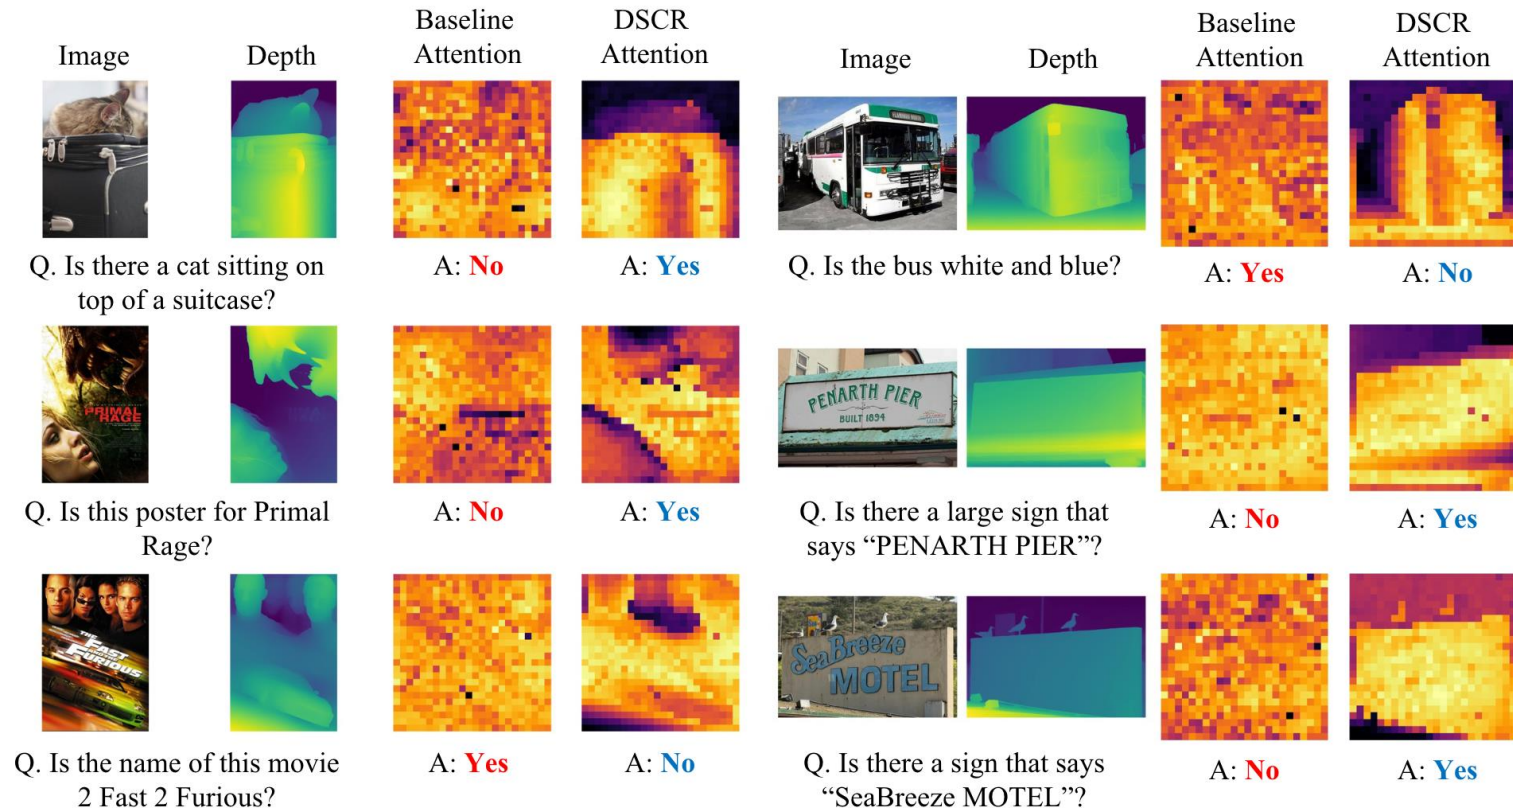 Image
Depth
Baseline
Attention
DSCR
Attention
Image
Depth
Baseline
Attention
DSCR
Attention
Q. Is there a cat sitting on
top of a suitcase?
A: No
A: Yes
Q. Is the bus white and blue?
A: Yes
A: No
PRIMAL
RAGE
Q. Is this poster for Primal
Rage?
A: No
A: Yes
PENARTH PIER
BUILT 1894
Q. Is there a large sign that
says “PENARTH PIER”?
A: No
A: Yes
THE
FAST
FURIOUS
Q. Is the name of this movie
2 Fast 2 Furious?
A: Yes
A: No
SeaBreeze
MOTEL
Q. Is there a sign that says
“SeaBreeze MOTEL”?
A: No
A: Yes